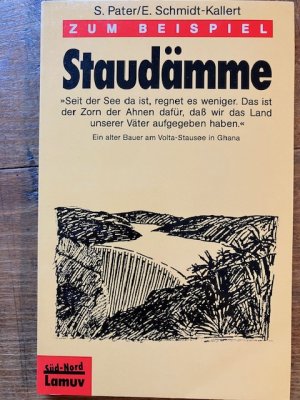 S. Pater/E. Schmidt-Kallert
ZUM BEISPIEL
Staudämme
»Seit der See da ist, regnet es weniger. Das ist
der Zorn der Ahnen dafür, daß wir das Land
unserer Väter aufgegeben haben.«
Ein alter Bauer am Volta-Stausee in Ghana
Süd-Nord
Lamuv